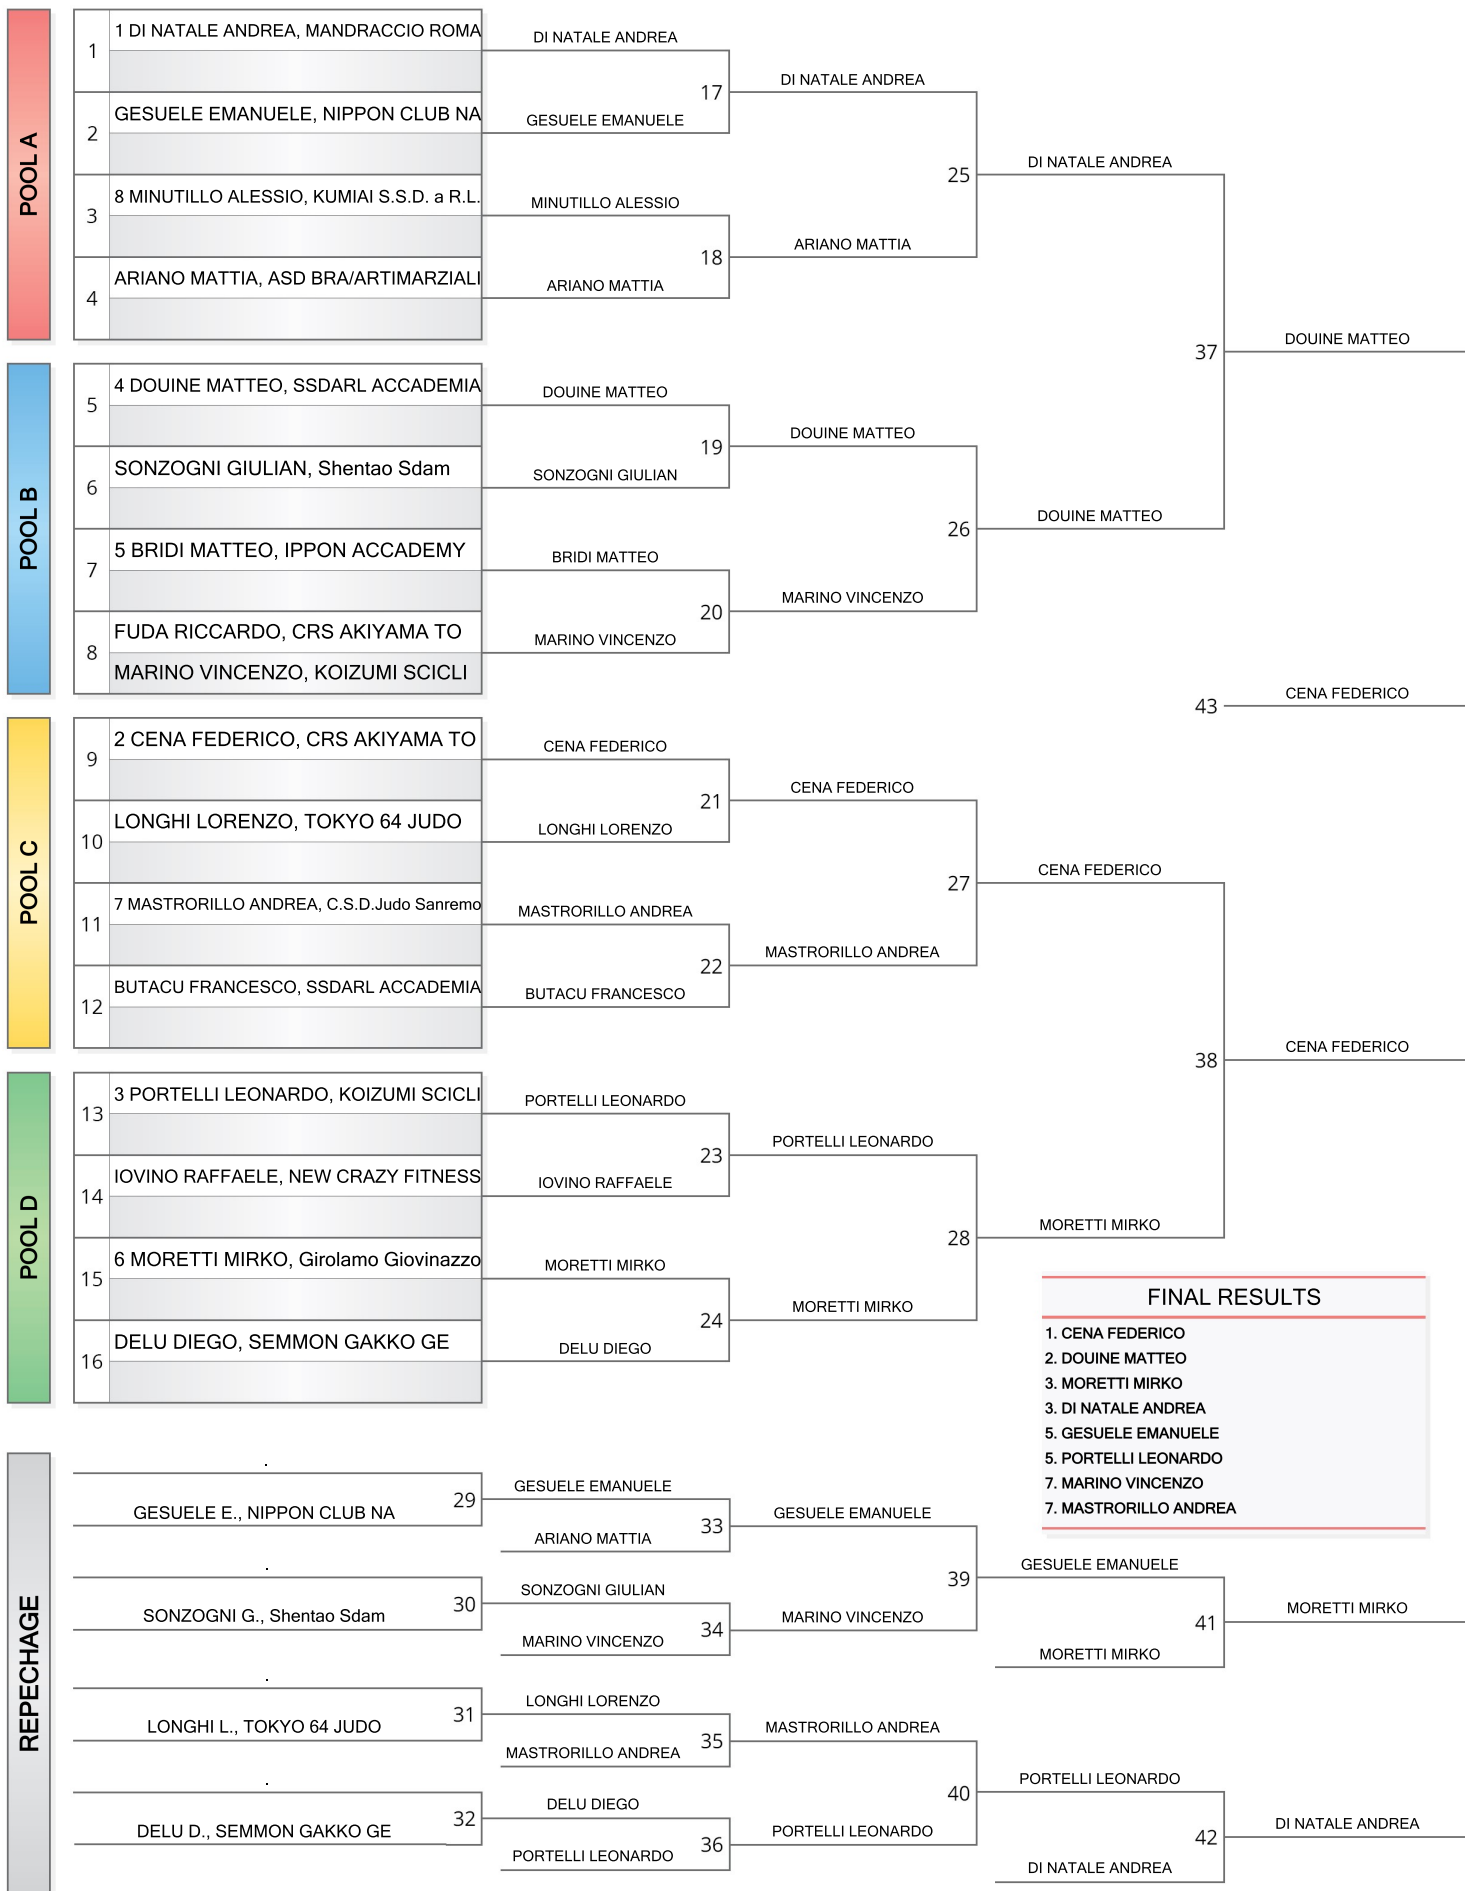 POOL A
1
1 DI NATALE ANDREA, MANDRACCIO ROMA
2
GESUELE EMANUELE, NIPPON CLUB NA
3
8 MINUTILLO ALESSIO, KUMIAI S.S.D. a R.L.
4
ARIANO MATTIA, ASD BRA/ARTIMARZIALI
DI NATALE ANDREA
17
GESUELE EMANUELE
MINUTILLO ALESSIO
18
ARIANO MATTIA
DI NATALE ANDREA
25
ARIANO MATTIA
DI NATALE ANDREA
POOL B
5
4 DOUINE MATTEO, SSDARL ACCADEMIA
6
SONZOGNI GIULIAN, Shentao Sdam
7
5 BRIDI MATTEO, IPPON ACCADEMY
8
FUDA RICCARDO, CRS AKIYAMA TO
MARINO VINCENZO, KOIZUMI SCICLI
DOUINE MATTEO
19
SONZOGNI GIULIAN
BRIDI MATTEO
20
MARINO VINCENZO
DOUINE MATTEO
26
MARINO VINCENZO
DOUINE MATTEO
37
DOUINE MATTEO
43
CENA FEDERICO
POOL C
9
2 CENA FEDERICO, CRS AKIYAMA TO
10
LONGHI LORENZO, TOKYO 64 JUDO
11
7 MASTRORILLO ANDREA, C.S.D.Judo Sanremo
12
BUTACU FRANCESCO, SSDARL ACCADEMIA
CENA FEDERICO
21
LONGHI LORENZO
MASTRORILLO ANDREA
22
BUTACU FRANCESCO
CENA FEDERICO
27
MASTRORILLO ANDREA
CENA FEDERICO
38
CENA FEDERICO
POOL D
13
3 PORTELLI LEONARDO, KOIZUMI SCICLI
14
IOVINO RAFFAELE, NEW CRAZY FITNESS
15
6 MORETTI MIRKO, Girolamo Giovinazzo
16
DELU DIEGO, SEMMON GAKKO GE
PORTELLI LEONARDO
23
IOVINO RAFFAELE
MORETTI MIRKO
24
DELU DIEGO
PORTELLI LEONARDO
28
MORETTI MIRKO
MORETTI MIRKO
FINAL RESULTS
1. CENA FEDERICO
2. DOUINE MATTEO
3. MORETTI MIRKO
3. DI NATALE ANDREA
5. GESUELE EMANUELE
5. PORTELLI LEONARDO
7. MARINO VINCENZO
7. MASTRORILLO ANDREA
REPECHAGE
.
29
GESUELE E., NIPPON CLUB NA
.
30
SONZOGNI G., Shentao Sdam
.
31
LONGHI L., TOKYO 64 JUDO
.
32
DELU D., SEMMON GAKKO GE
GESUELE EMANUELE
33
ARIANO MATTIA
SONZOGNI GIULIAN
34
MARINO VINCENZO
LONGHI LORENZO
35
MASTRORILLO ANDREA
DELU DIEGO
36
PORTELLI LEONARDO
GESUELE EMANUELE
39
MARINO VINCENZO
MASTRORILLO ANDREA
40
PORTELLI LEONARDO
GESUELE EMANUELE
41
MORETTI MIRKO
MORETTI MIRKO
PORTELLI LEONARDO
42
DI NATALE ANDREA
DI NATALE ANDREA